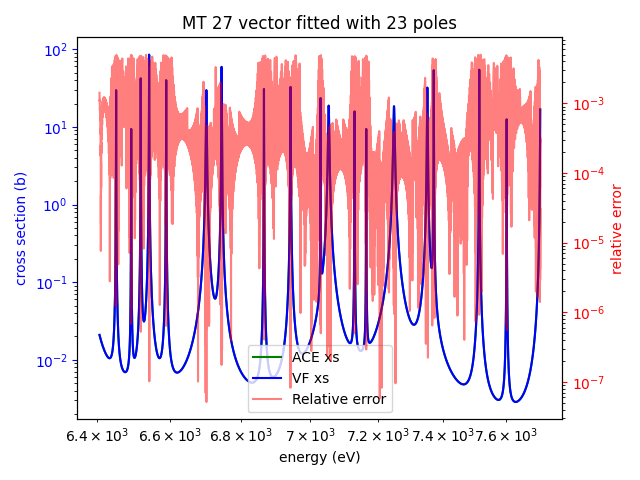 MT 27 vector fitted with 23 poles
10²
10¹
10⁰
10⁻¹
10⁻²
cross section (b)
10⁻³
10⁻⁴
10⁻⁵
10⁻⁶
10⁻⁷
relative error
ACE xs
VF xs
Relative error
6.4 × 10³ 6.6 × 10³ 6.8 × 10³ 7 × 10³ 7.2 × 10³ 7.4 × 10³ 7.6 × 10³
energy (eV)